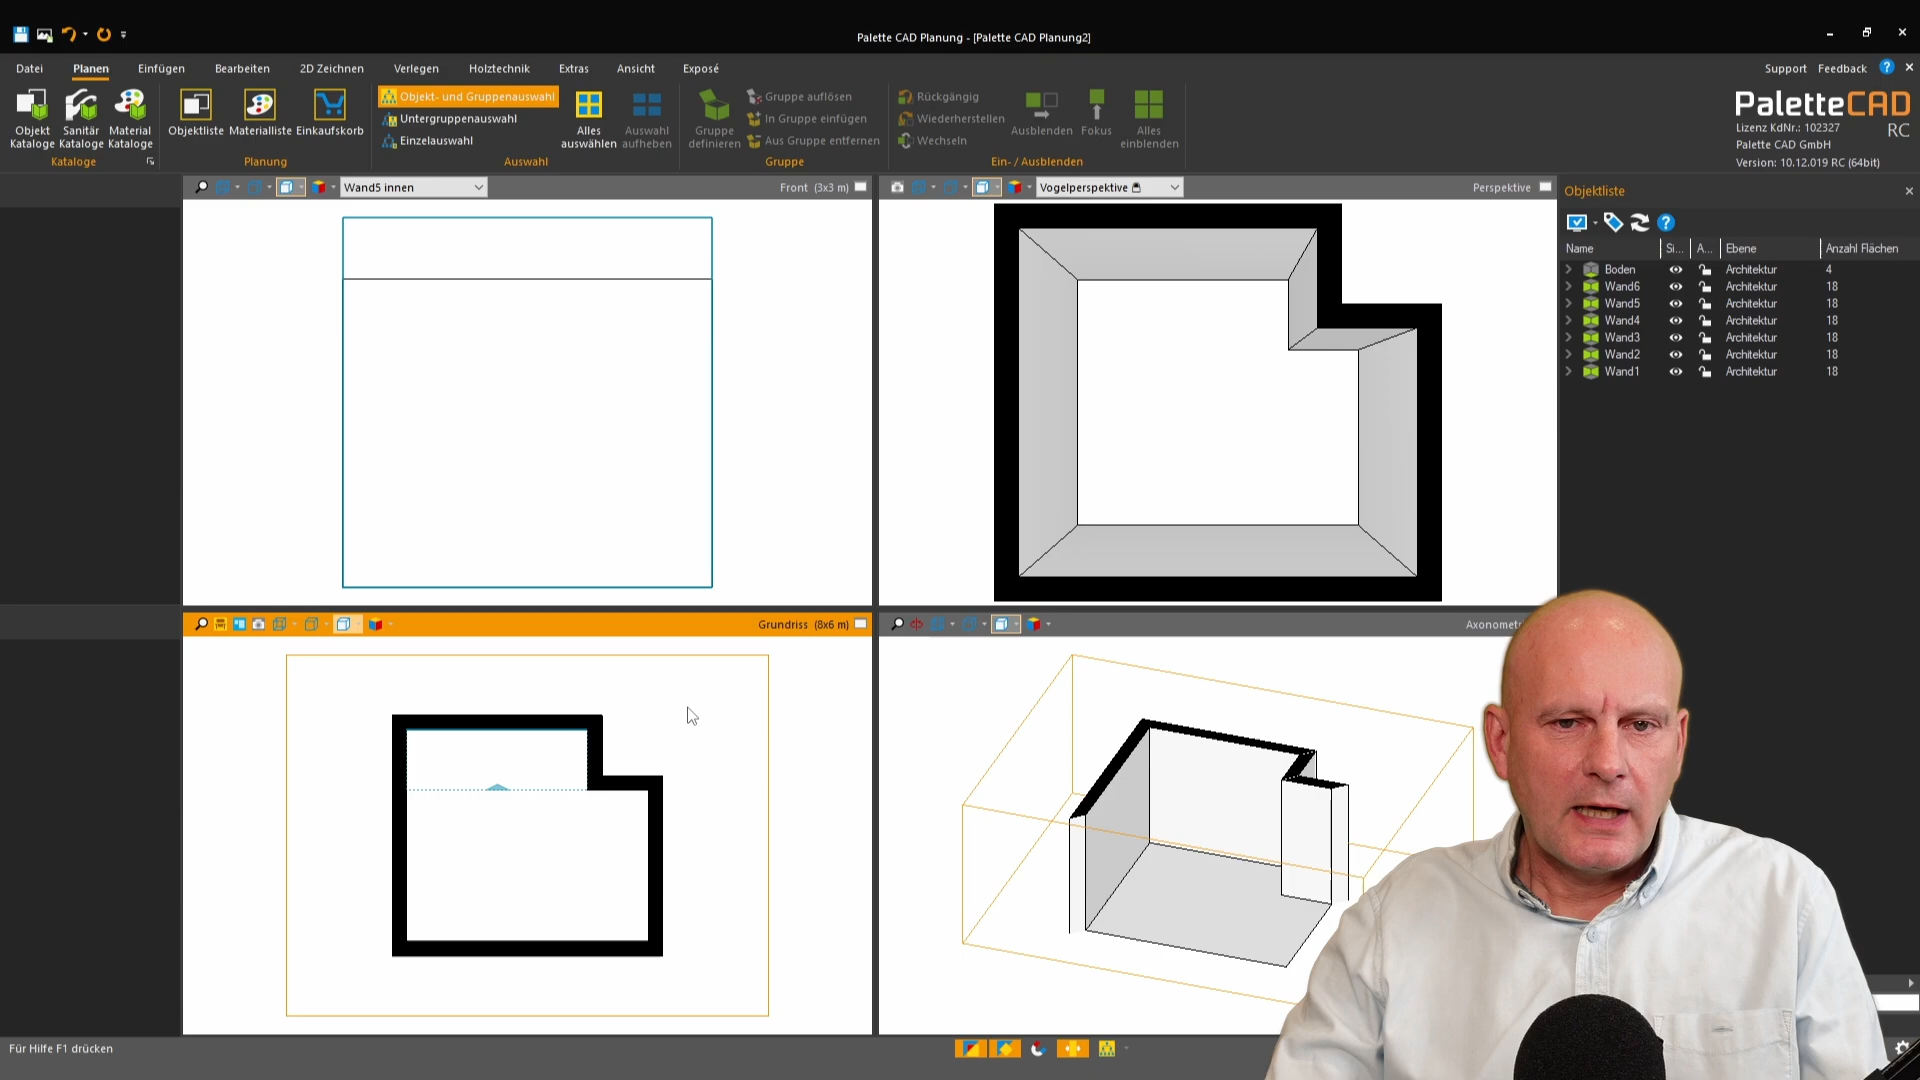 Palette CAD Planung - [Palette CAD Planung2]
Datei Planen Einfügen Bearbeiten 2D Zeichnen Verlegen Holztechnik Extras Ansicht Exposé
Support Feedback
Objekt Kataloge
Sanitär Kataloge
Material Kataloge
Kataloge
Objektliste Materialliste Einkaufskorb
Planung
Objekt- und Gruppenauswahl
Untergruppenauswahl
Einzelauswahl
Alles auswählen
Auswahl aufheben
Auswahl
Gruppe definieren
Gruppe auflösen
In Gruppe einfügen
Aus Gruppe entfernen
Gruppe
Rückgängig
Wiederherstellen
Wechseln
Ausblenden
Fokus
Alles einblenden
Ein- / Ausblenden
PaletteCAD
RC
Lizenz KdNr.: 102327
Palette CAD GmbH
Version: 10.12.019 RC (64bit)
Wand5 innen
Front (3x3 m)
Vogelperspektive
Perspektive
Objektliste
Name Si... A... Ebene Anzahl Flächen
Boden Architektur 4
Wand6 Architektur 18
Wand5 Architektur 18
Wand4 Architektur 18
Wand3 Architektur 18
Wand2 Architektur 18
Wand1 Architektur 18
Grundriss (8x6 m)
Axonomet
Für Hilfe F1 drücken